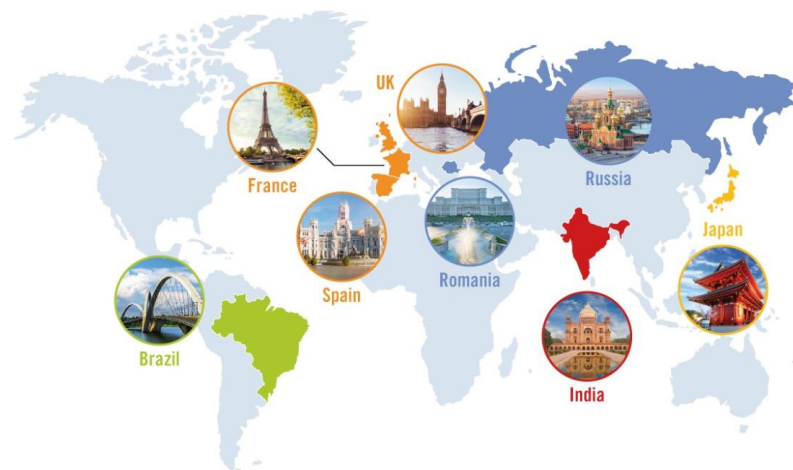 UK
France
Russia
Japan
Spain
Romania
Brazil
India